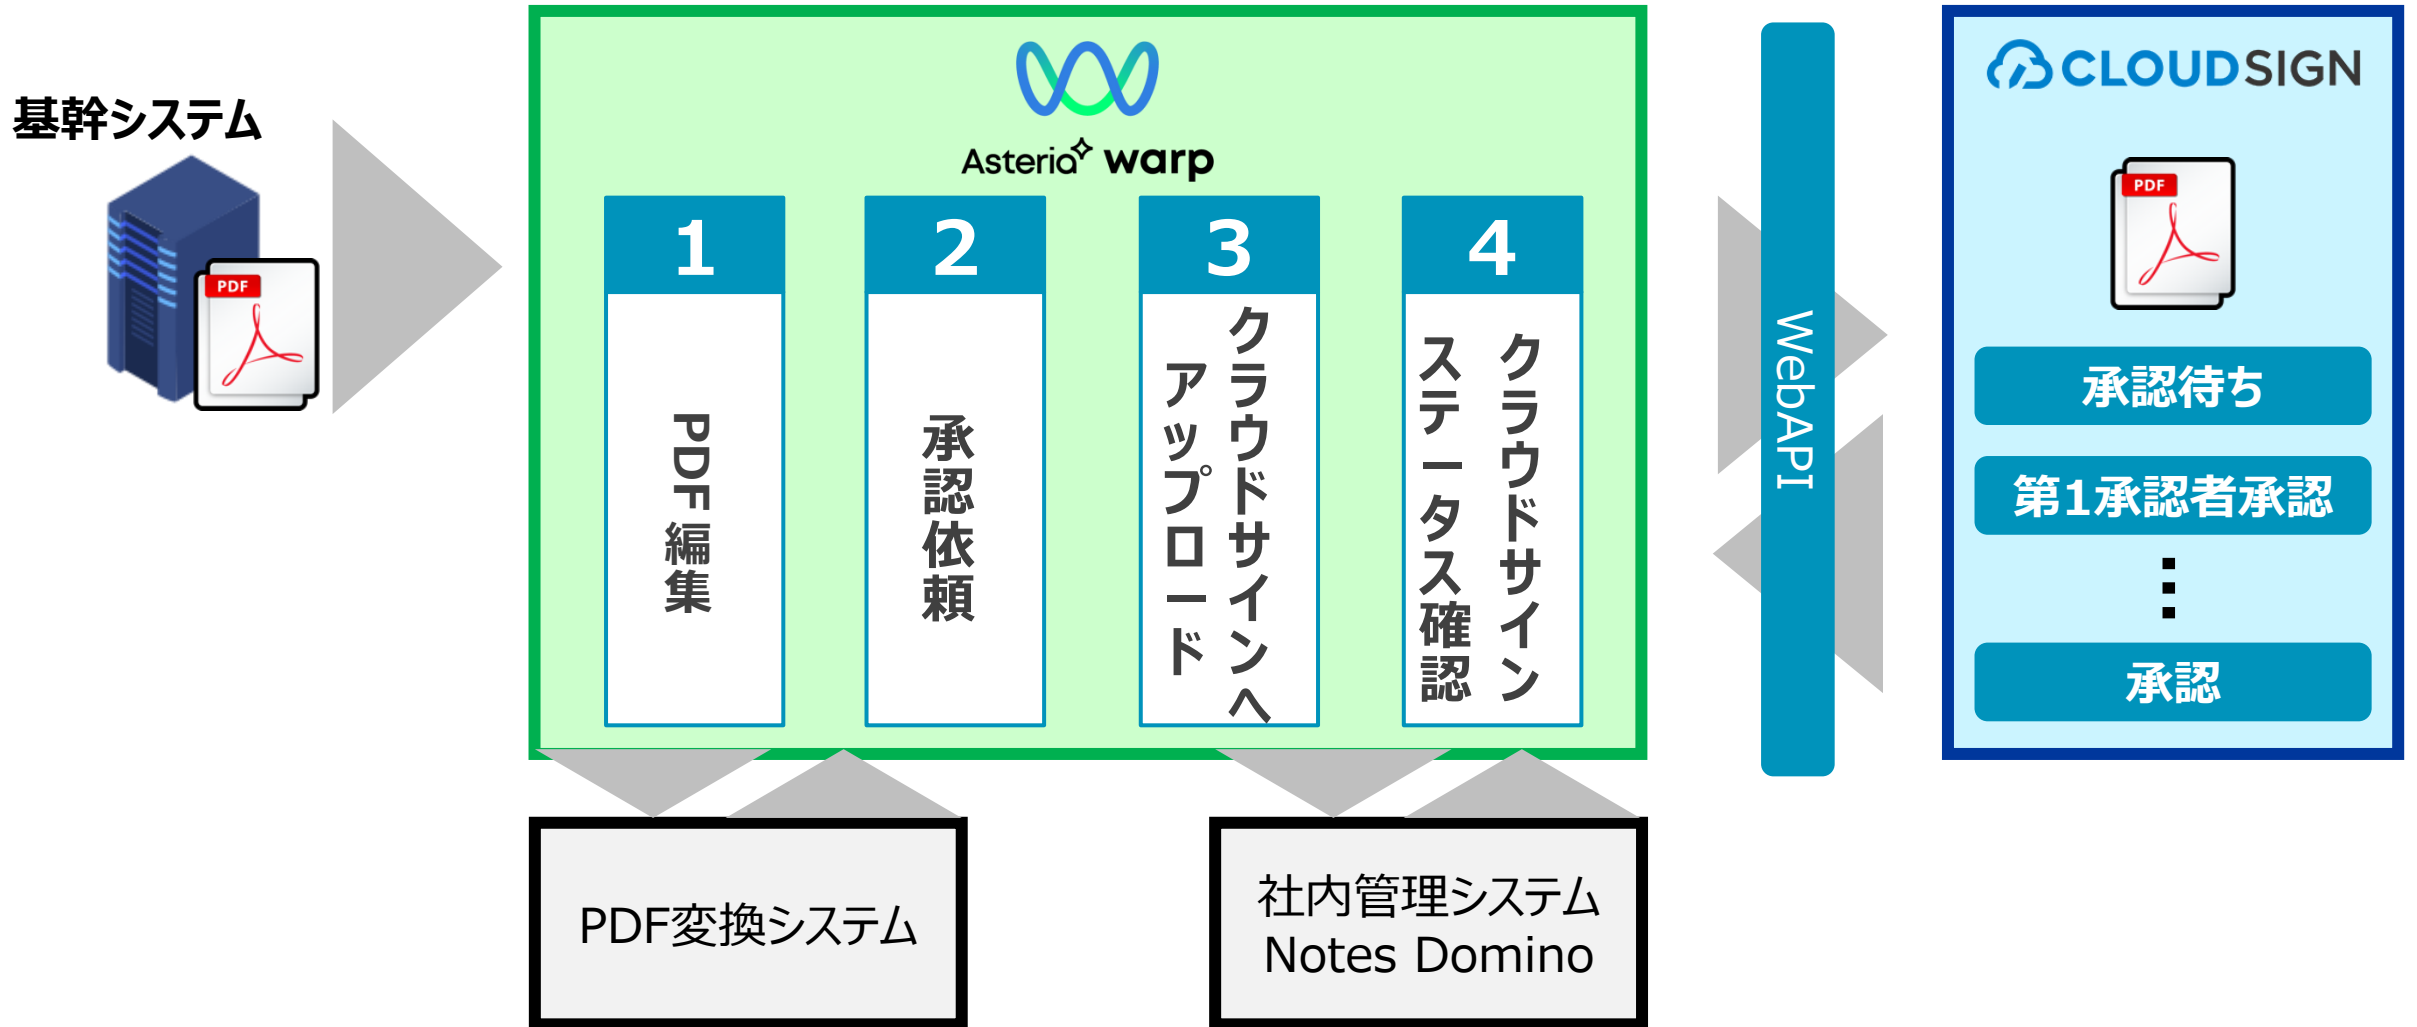 基幹システム
PDF
Asteria warp
1
PDF編集
2
承認依頼
3
クラウドサインへ
アップロード
4
クラウドサイン
ステータス確認
PDF変換システム
社内管理システム
Notes Domino
WebAPI
CLOUDSIGN
PDF
承認待ち
第1承認者承認
⋮
承認